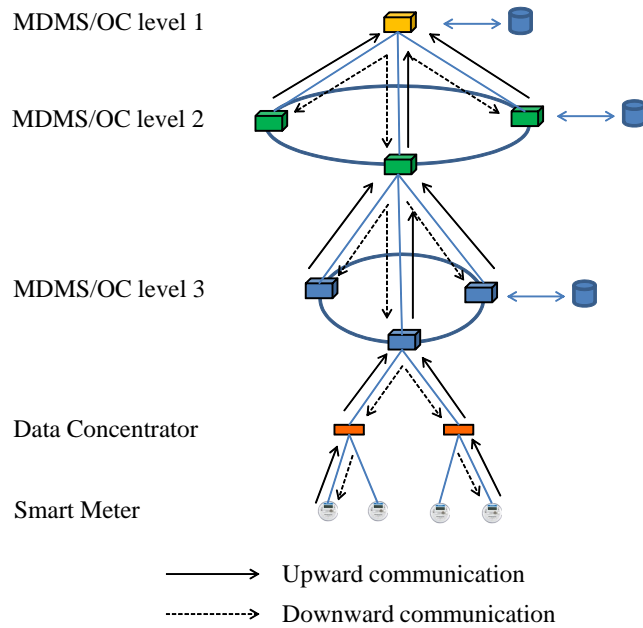 MDMS/OC level 1
MDMS/OC level 2
MDMS/OC level 3
Data Concentrator
Smart Meter
Upward communication
Downward communication